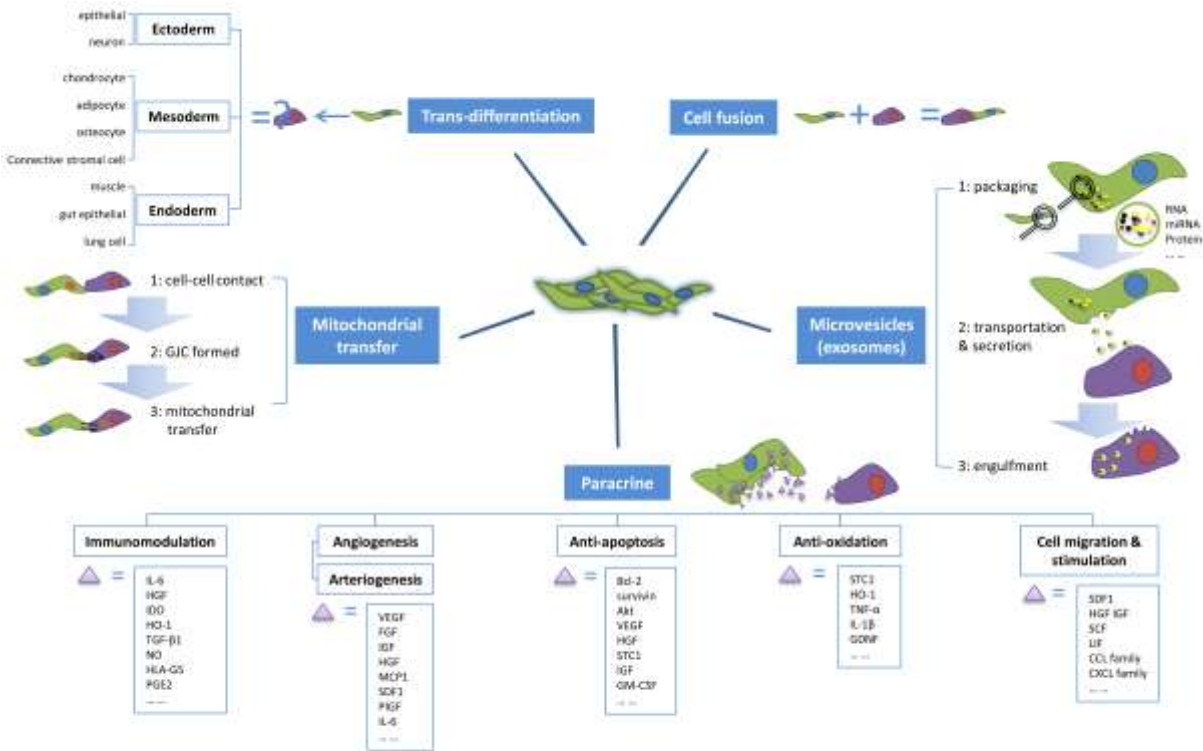 epithelial
neuron
Ectoderm
chondrocyte
adipocyte
osteocyte
Connective stromal cell
Mesoderm
muscle
gut epithelial
lung cell
Endoderm
=
Trans-differentiation
Cell fusion
+
=
1: cell-cell contact
2: GJC formed
3: mitochondrial
transfer
Mitochondrial
transfer
Microvesicles
(exosomes)
1: packaging
RNA
miRNA
Protein
2: transportation
& secretion
3: engulfment
Paracrine
Immunomodulation
=
IL-6
HGF
IDO
HO-1
TGF-β1
NO
HLA-G5
PGE2
... ...
Angiogenesis
Arteriogenesis
=
VEGF
FGF
IGF
HGF
MCP1
SDF1
PlGF
IL-6
... ...
Anti-apoptosis
=
Bcl-2
survivin
Akt
VEGF
HGF
STC1
IGF
GM-CSF
... ...
Anti-oxidation
=
STC1
HO-1
TNF-α
IL-1β
GDNF
... ...
Cell migration &
stimulation
=
SDF1
HGF IGF
SCF
LIF
CCL family
CXCL family
... ...